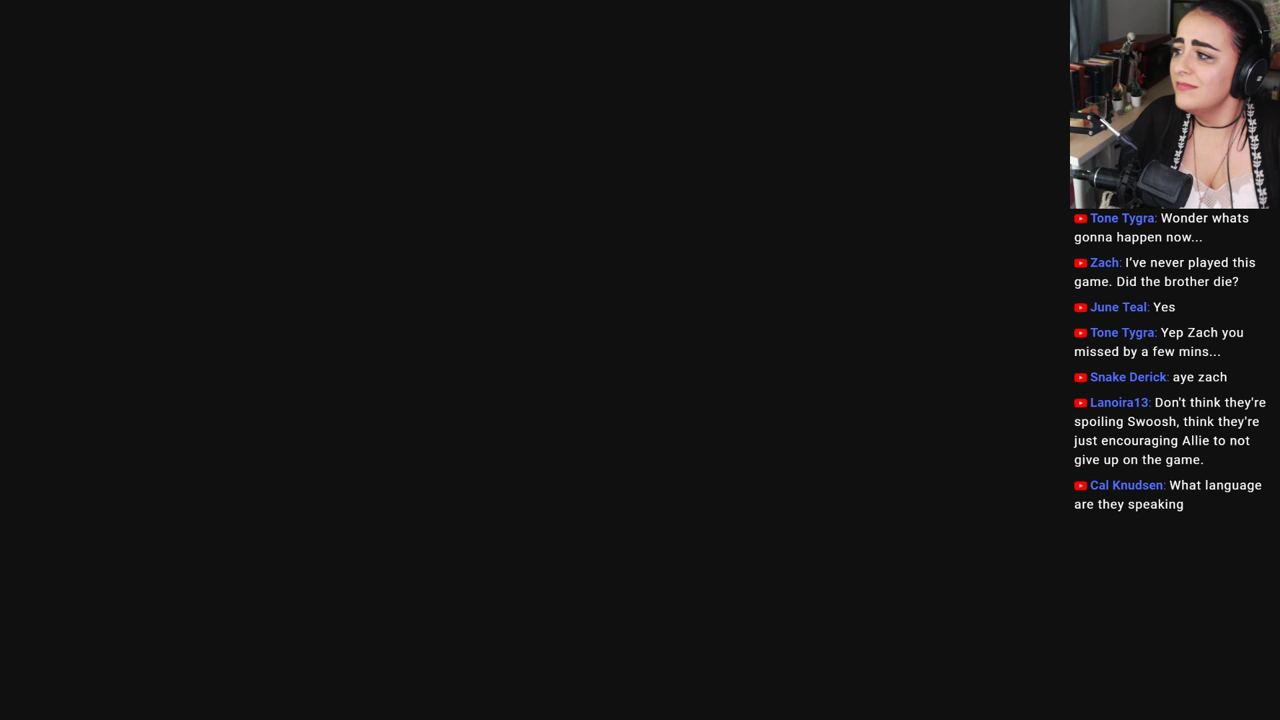 Tone Tygra: Wonder whats
gonna happen now...
Zach: I’ve never played this
game. Did the brother die?
June Teal: Yes
Tone Tygra: Yep Zach you
missed by a few mins...
Snake Derick: aye zach
Lanoira13: Don't think they're
spoiling Swoosh, think they're
just encouraging Allie to not
give up on the game.
Cal Knudsen: What language
are they speaking